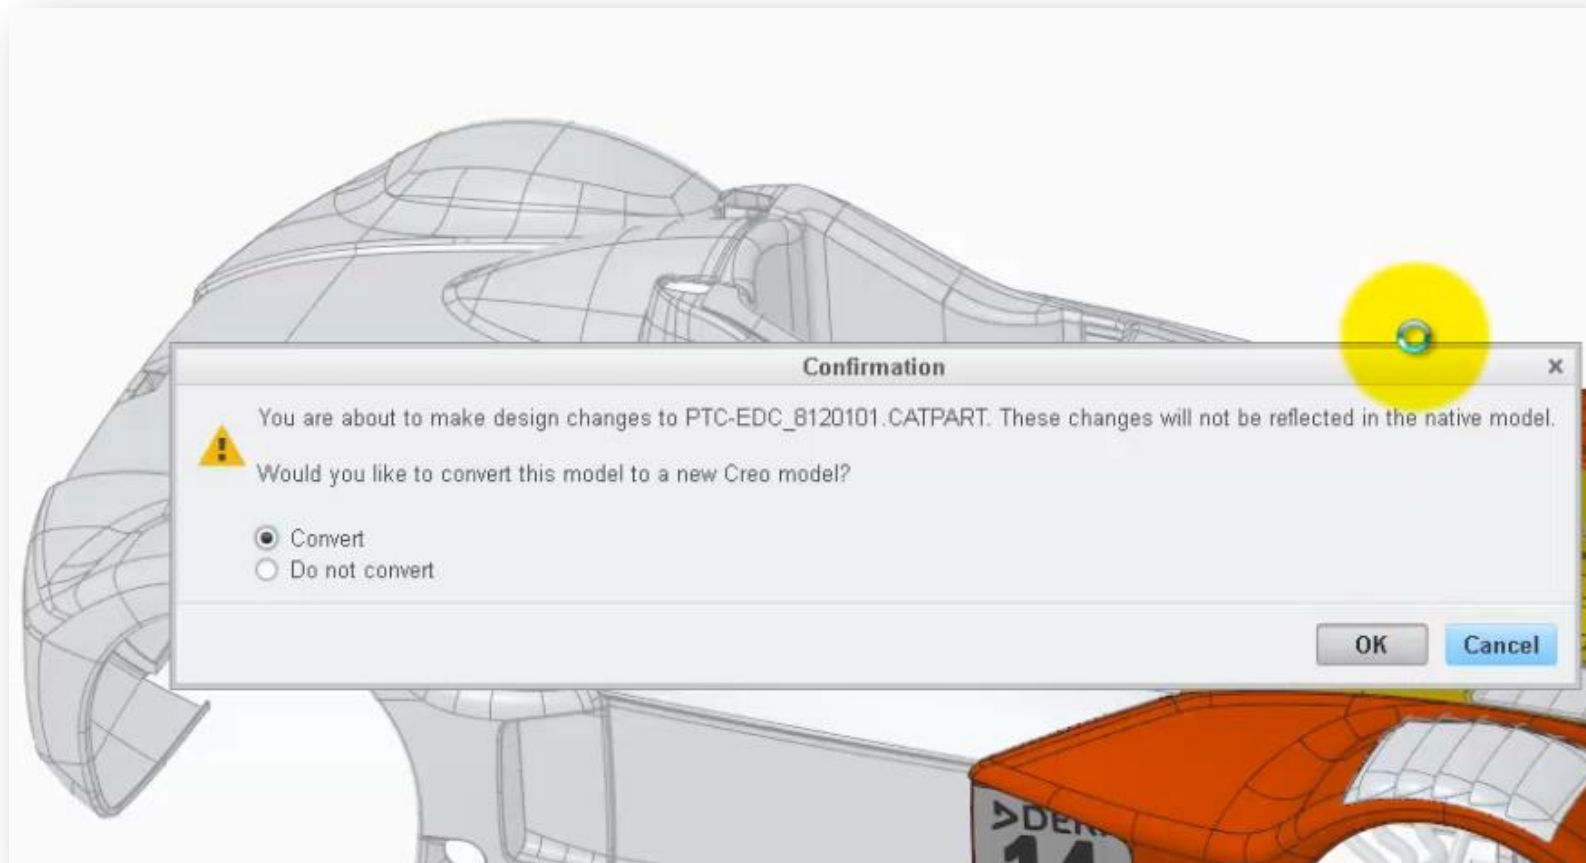 Confirmation
You are about to make design changes to PTC-EDC_8120101.CATPART. These changes will not be reflected in the native model.
Would you like to convert this model to a new Creo model?
Convert
Do not convert
OK
Cancel
14